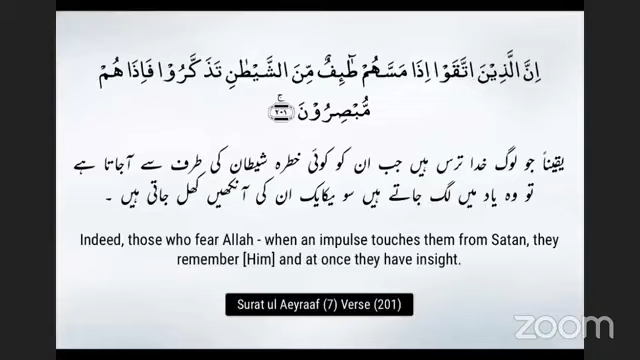 اِنَّ الَّذِيْنَ اتَّقَوْا اِذَا مَسَّهُمْ طٰٓئِفٌ مِّنَ الشَّيْطٰنِ تَذَكَّرُوْا فَاِذَا هُمْ
مُّبْصِرُوْنَ ۚ‏ ﴿۲۰۱﴾
یقیناً جو لوگ خدا ترس ہیں جب ان کو کوئی خطرہ شیطان کی طرف سے آجاتا ہے
تو وہ یاد میں لگ جاتے ہیں سو یکایک ان کی آنکھیں کھل جاتی ہیں ۔
Indeed, those who fear Allah - when an impulse touches them from Satan, they
remember [Him] and at once they have insight.
Surat ul Aeyraaf (7) Verse (201)
zoom